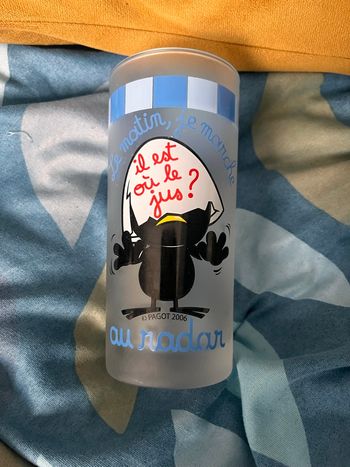 Le matin, je marche
il est
où le
jus?
© PAGOT 2006
au radar